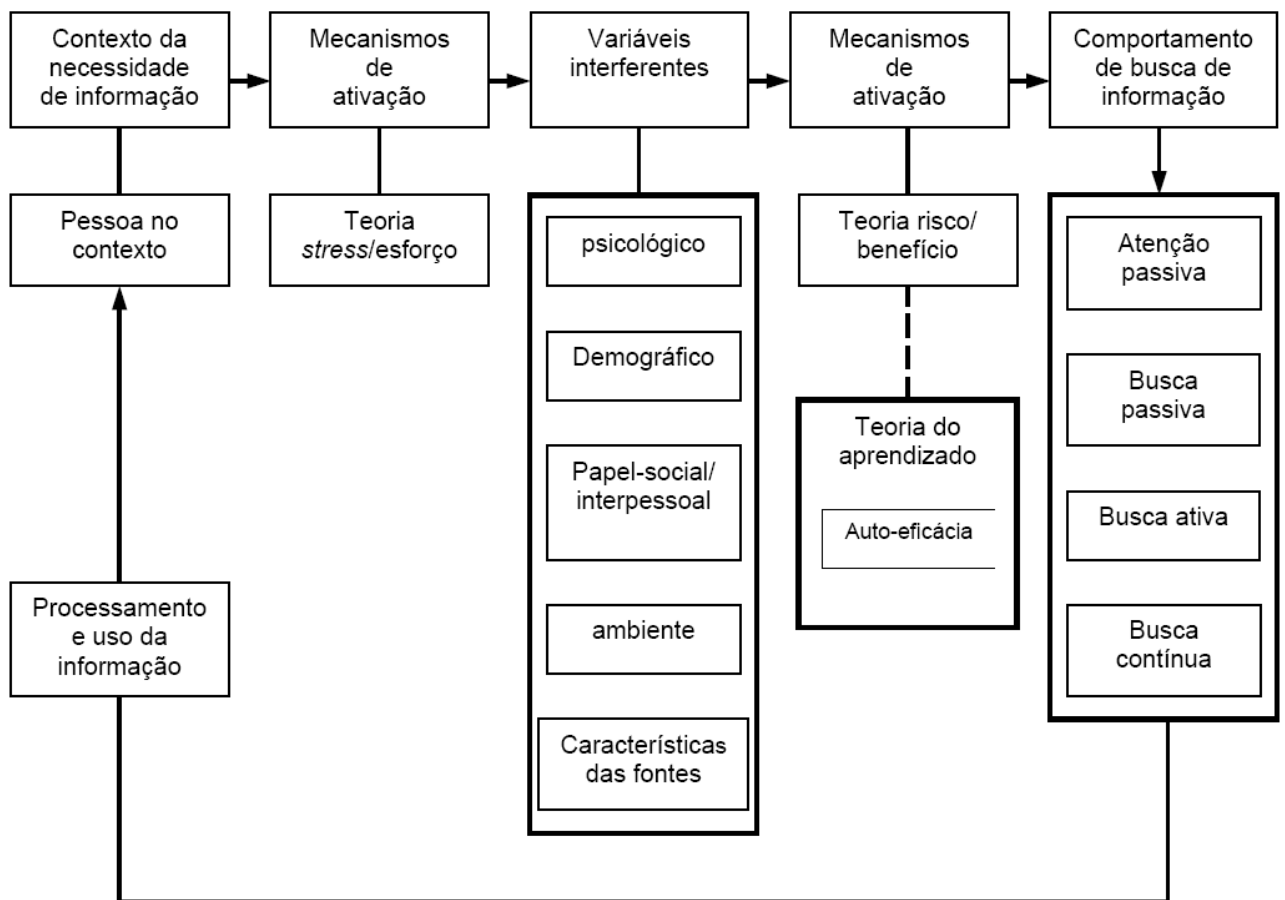 Contexto da
necessidade
de informação
Mecanismos
de
ativação
Variáveis
interferentes
Mecanismos
de
ativação
Comportamento
de busca de
informação
Pessoa no
contexto
Teoria
stress/esforço
psicológico
Demográfico
Papel-social/
interpessoal
ambiente
Características
das fontes
Teoria risco/
benefício
Teoria do
aprendizado
Auto-eficácia
Atenção
passiva
Busca
passiva
Busca ativa
Busca
contínua
Processamento
e uso da
informação